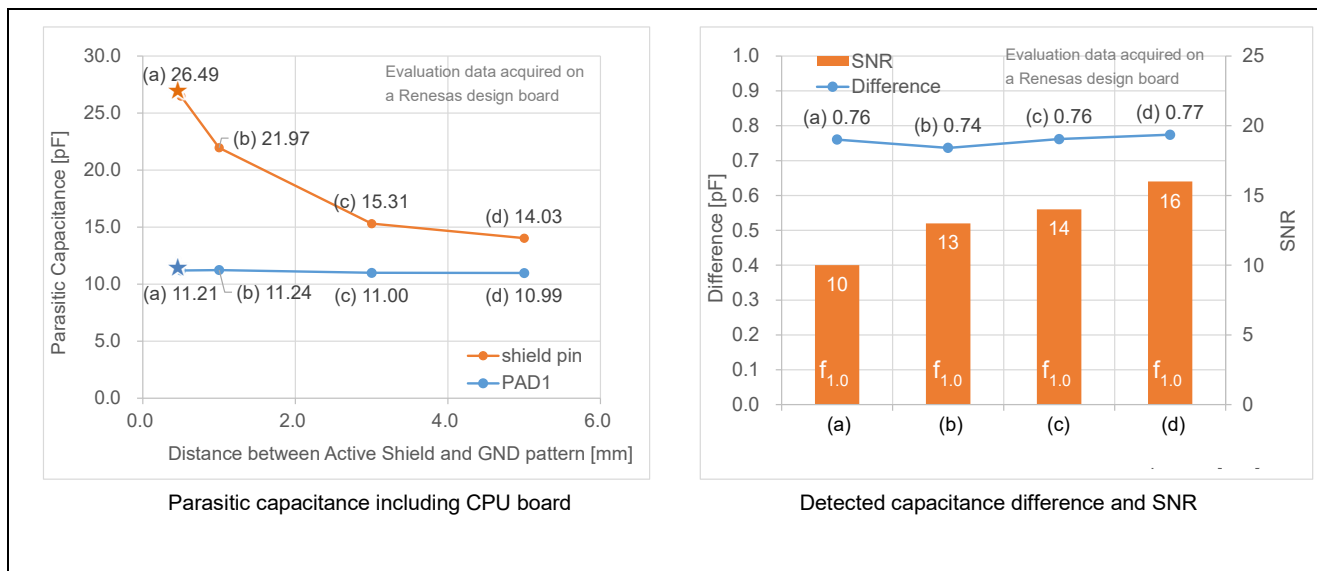 30.0
25.0
20.0
15.0
10.0
5.0
0.0
Parasitic Capacitance [pF]
(a) 26.49
(b) 21.97
(c) 15.31
(d) 14.03
(a) 11.21
(b) 11.24
(c) 11.00
(d) 10.99
Evaluation data acquired on
a Renesas design board
shield pin
PAD1
0.0 2.0 4.0 6.0
Distance between Active Shield and GND pattern [mm]
Parasitic capacitance including CPU board
1.0
0.9
0.8
0.7
0.6
0.5
0.4
0.3
0.2
0.1
0.0
Difference [pF]
SNR
Difference
Evaluation data acquired on
a Renesas design board
(a) 0.76
(b) 0.74
(c) 0.76
(d) 0.77
10
13
14
16
f1.0
f1.0
f1.0
f1.0
25
20
15
10
5
0
SNR
(a) (b) (c) (d)
Detected capacitance difference and SNR